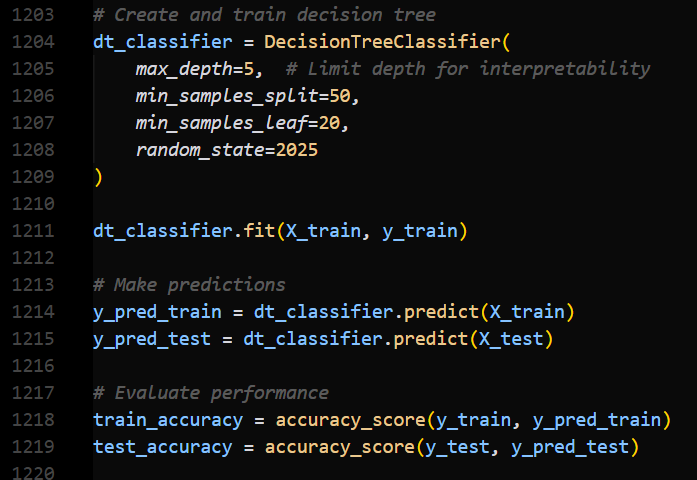 1203 # Create and train decision tree
1204 dt_classifier = DecisionTreeClassifier(
1205     max_depth=5,  # Limit depth for interpretability
1206     min_samples_split=50,
1207     min_samples_leaf=20,
1208     random_state=2025
1209 )
1210
1211 dt_classifier.fit(X_train, y_train)
1212
1213 # Make predictions
1214 y_pred_train = dt_classifier.predict(X_train)
1215 y_pred_test = dt_classifier.predict(X_test)
1216
1217 # Evaluate performance
1218 train_accuracy = accuracy_score(y_train, y_pred_train)
1219 test_accuracy = accuracy_score(y_test, y_pred_test)
1220